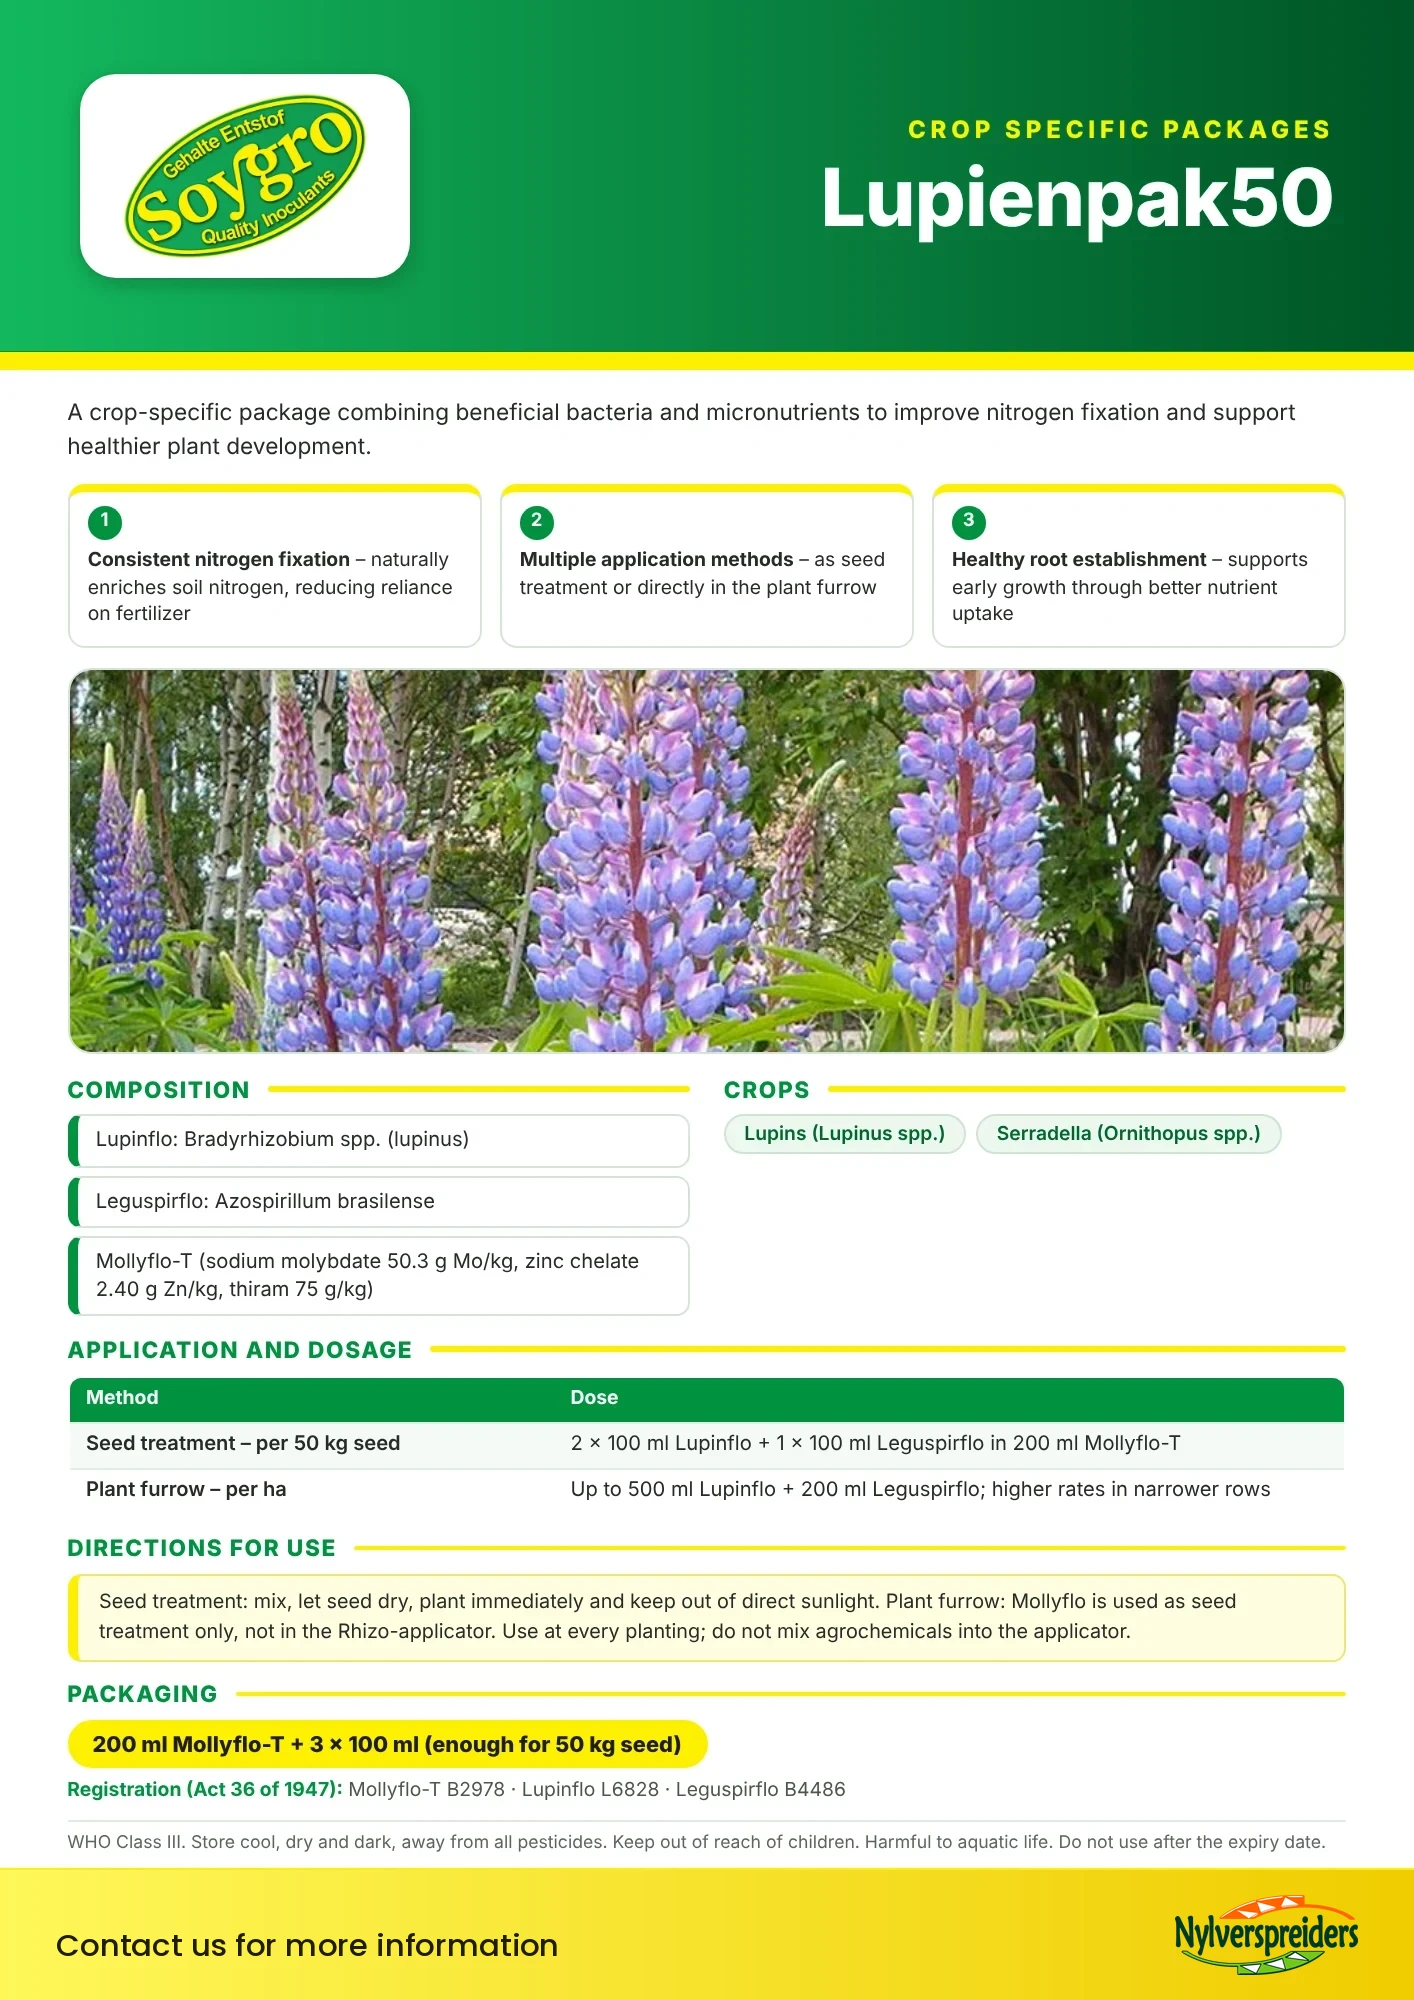 Gehalte Entstof
Soygro
Quality Inoculants
CROP SPECIFIC PACKAGES
Lupienpak50
A crop-specific package combining beneficial bacteria and micronutrients to improve nitrogen fixation and support
healthier plant development.
1
Consistent nitrogen fixation – naturally
enriches soil nitrogen, reducing reliance
on fertilizer
2
Multiple application methods – as seed
treatment or directly in the plant furrow
3
Healthy root establishment – supports
early growth through better nutrient
uptake
COMPOSITION
Lupinflo: Bradyrhizobium spp. (lupinus)
Leguspirflo: Azospirillum brasilense
Mollyflo-T (sodium molybdate 50.3 g Mo/kg, zinc chelate
2.40 g Zn/kg, thiram 75 g/kg)
CROPS
Lupins (Lupinus spp.) Serradella (Ornithopus spp.)
APPLICATION AND DOSAGE
Method Dose
Seed treatment – per 50 kg seed 2 × 100 ml Lupinflo + 1 × 100 ml Leguspirflo in 200 ml Mollyflo-T
Plant furrow – per ha Up to 500 ml Lupinflo + 200 ml Leguspirflo; higher rates in narrower rows
DIRECTIONS FOR USE
Seed treatment: mix, let seed dry, plant immediately and keep out of direct sunlight. Plant furrow: Mollyflo is used as seed
treatment only, not in the Rhizo-applicator. Use at every planting; do not mix agrochemicals into the applicator.
PACKAGING
200 ml Mollyflo-T + 3 × 100 ml (enough for 50 kg seed)
Registration (Act 36 of 1947): Mollyflo-T B2978 · Lupinflo L6828 · Leguspirflo B4486
WHO Class III. Store cool, dry and dark, away from all pesticides. Keep out of reach of children. Harmful to aquatic life. Do not use after the expiry date.
Contact us for more information
Nylverspreiders